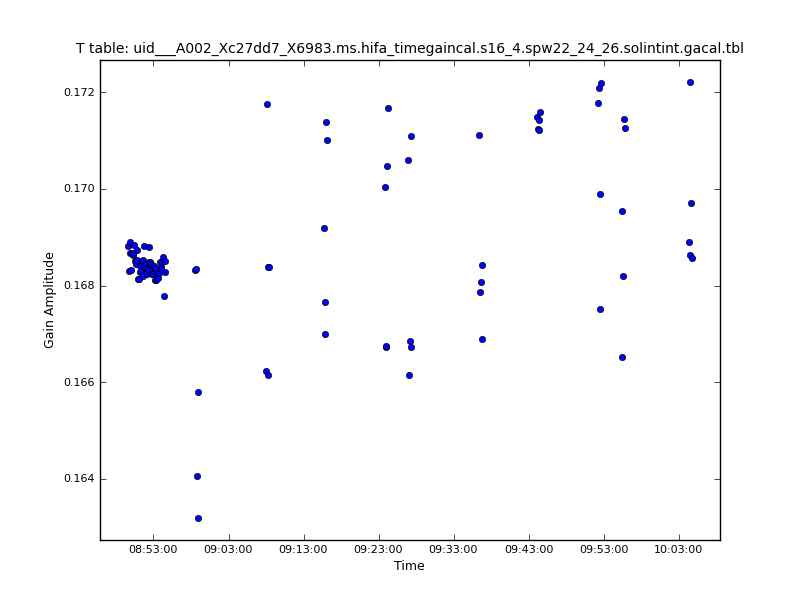 T table: uid___A002_Xc27dd7_X6983.ms.hifa_timegaincal.s16_4.spw22_24_26.solintint.gacal.tbl
0.172
0.170
0.168
0.166
0.164
Gain Amplitude
08:53:00 09:03:00 09:13:00 09:23:00 09:33:00 09:43:00 09:53:00 10:03:00
Time